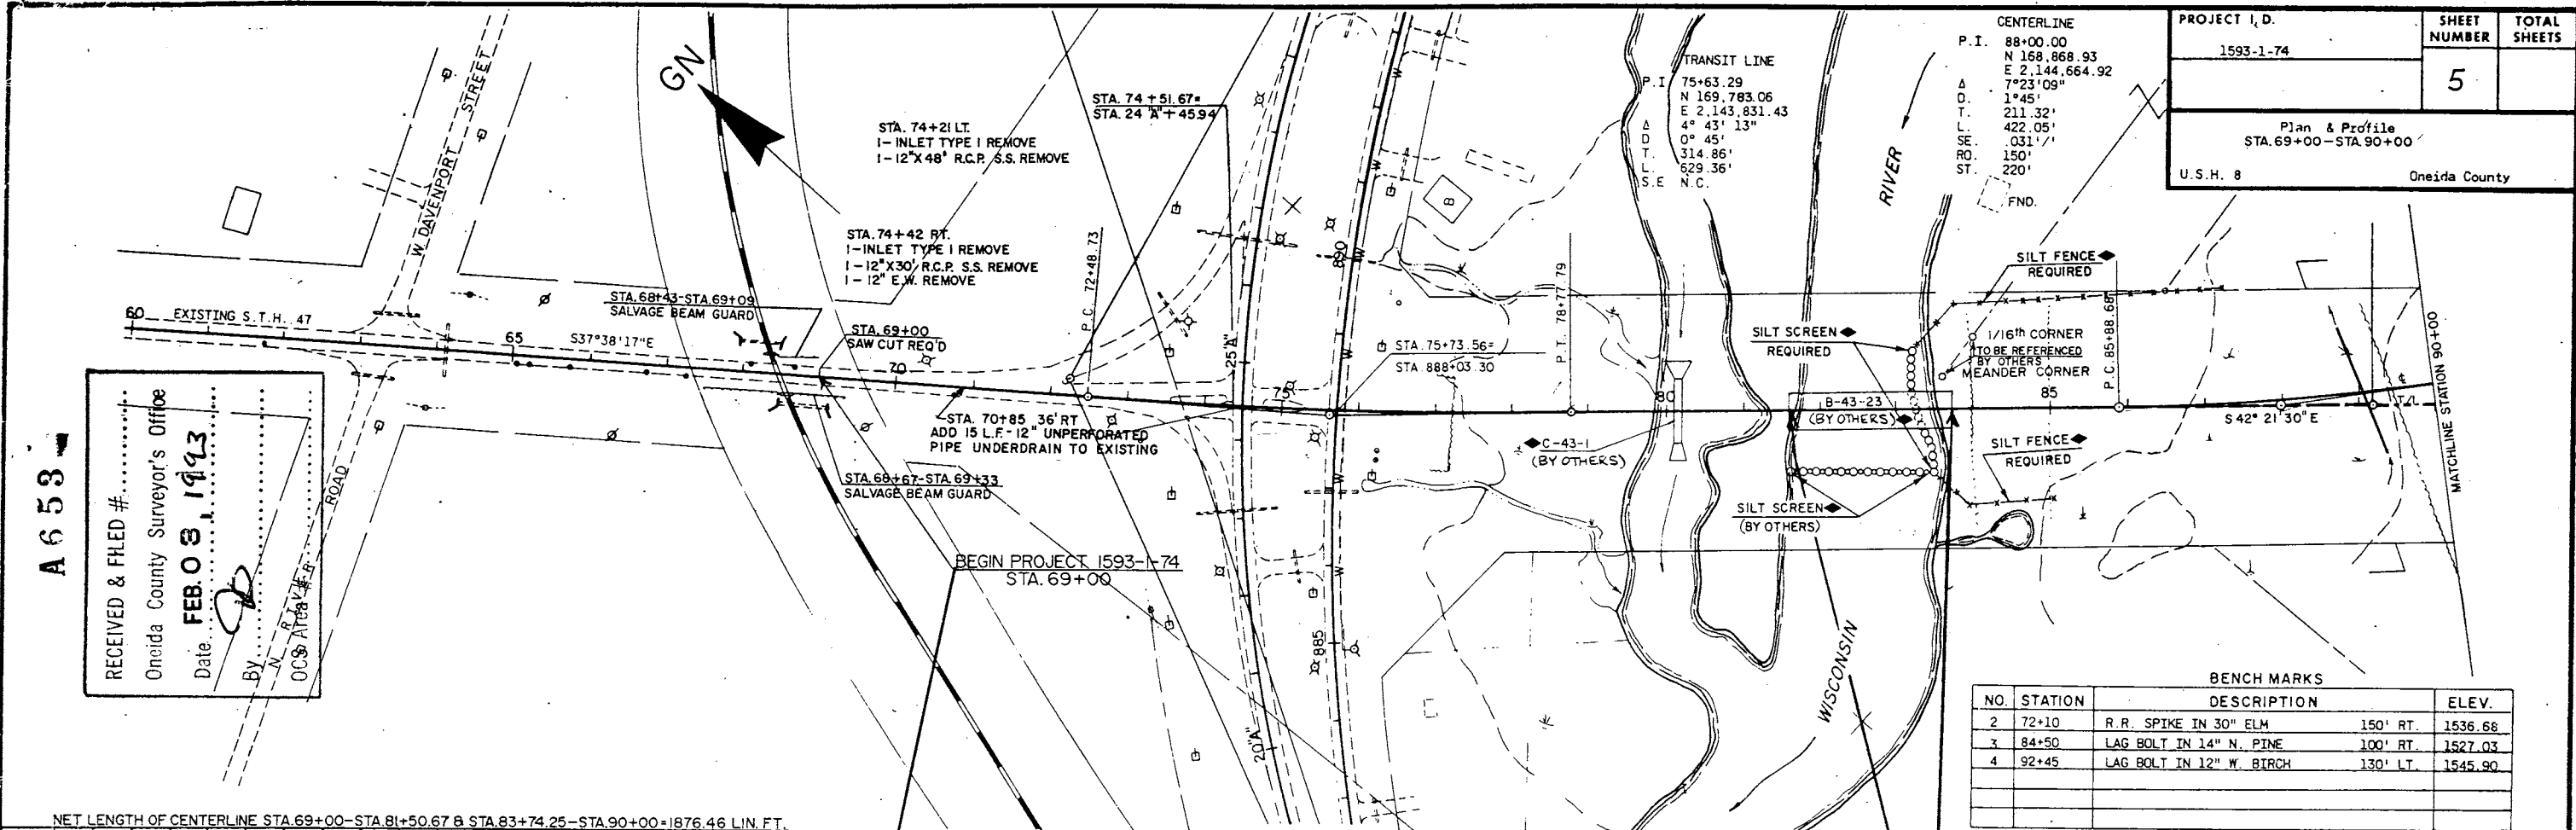 PROJECT I.D.
1593-1-74
SHEET NUMBER
5
TOTAL SHEETS
Plan & Profile
STA. 69+00-STA. 90+00
U.S.H. 8
Oneida County
CENTERLINE
P.I. 88+00.00
N 168,868.93
E 2,144,664.92
Δ 7°23'09"
D. 1°45'
T. 211.32'
L. 422.05'
SE. .031'/'
RO. 150'
ST. 220'
FND.
TRANSIT LINE
P.I 75+63.29
N 169,783.06
E 2,143,831.43
Δ 4° 43' 13"
D 0° 45'
T. 314.86'
L. 629.36'
S.E N.C.
GN
W. DAVENPORT STREET
STA. 74+51.67=
STA. 24 "A"+45.94
STA. 74+21 LT.
1-INLET TYPE 1 REMOVE
1-12"X48' R.C.P. S.S. REMOVE
STA. 74+42 RT.
1-INLET TYPE 1 REMOVE
1-12"X30' R.C.P. S.S. REMOVE
1-12" E.W. REMOVE
STA. 68+43-STA. 69+09
SALVAGE BEAM GUARD
STA. 69+00
SAW CUT REQ'D
P.C. 72+48.73
EXISTING S.T.H. 47
60
65
S37°38'17"E
70
75
80
85
25"A"
20"A"
890
885
8
STA. 70+85 36' RT
ADD 15 L.F.-12" UNPERFORATED
PIPE UNDERDRAIN TO EXISTING
STA. 68+67-STA. 69+33
SALVAGE BEAM GUARD
BEGIN PROJECT 1593-1-74
STA. 69+00
STA. 75+73.56=
STA. 888+03.30
P.T. 78+77.79
C-43-1
(BY OTHERS)
WISCONSIN
RIVER
SILT SCREEN
REQUIRED
SILT FENCE
REQUIRED
1/16th CORNER
TO BE REFERENCED
BY OTHERS
MEANDER CORNER
P.C. 85+88.68
B-43-23
(BY OTHERS)
SILT FENCE
REQUIRED
SILT SCREEN
(BY OTHERS)
S 42° 21' 30" E
T/L
MATCHLINE STATION 90+00
A653
RECEIVED & FILED #
Oneida County Surveyor's Office
Date FEB. 03, 1993
By
OCS Area #
ROAD
BENCH MARKS
NO. STATION DESCRIPTION ELEV.
2 72+10 R.R. SPIKE IN 30" ELM 150' RT. 1536.68
3 84+50 LAG BOLT IN 14" N. PINE 100' RT. 1527.03
4 92+45 LAG BOLT IN 12" W. BIRCH 130' LT. 1545.90
NET LENGTH OF CENTERLINE STA. 69+00-STA. 81+50.67 & STA. 83+74.25-STA. 90+00=1876.46 LIN. FT.